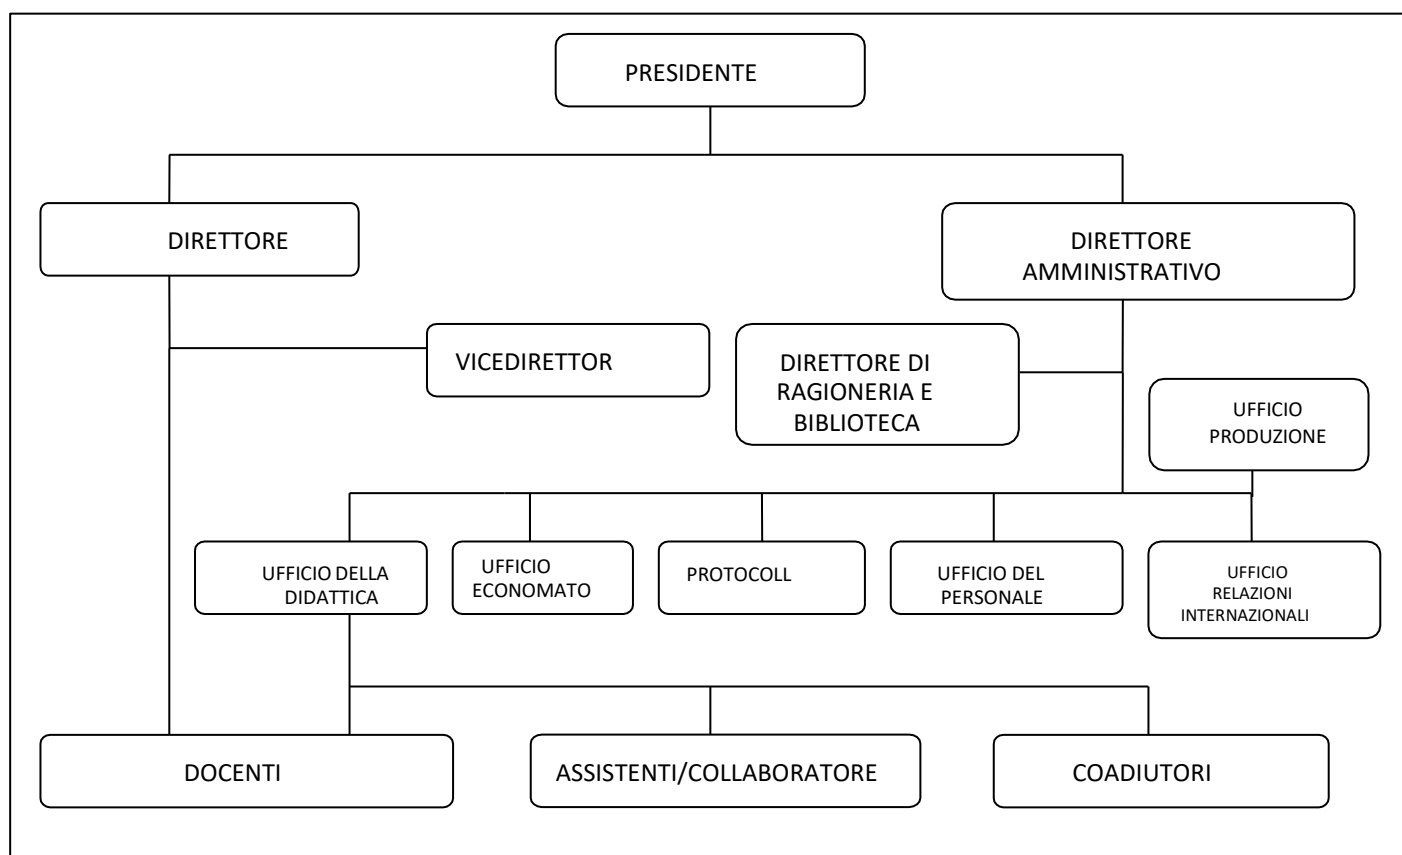 PRESIDENTE
DIRETTORE
DIRETTORE
AMMINISTRATIVO
VICEDIRETTOR
DIRETTORE DI
RAGIONERIA E
BIBLIOTECA
UFFICIO
PRODUZIONE
UFFICIO DELLA
DIDATTICA
UFFICIO
ECONOMATO
PROTOCOLL
UFFICIO DEL
PERSONALE
UFFICIO
RELAZIONI
INTERNAZIONALI
DOCENTI
ASSISTENTI/COLLABORATORE
COADIUTORI